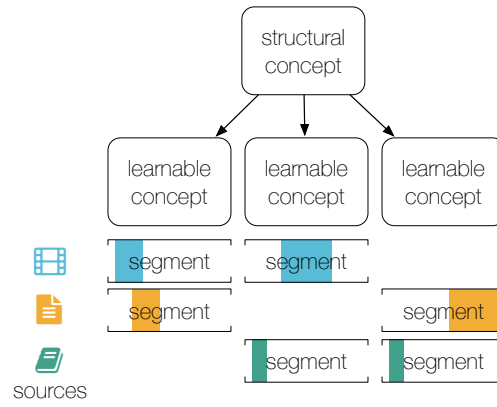 structural
concept
learnable
concept
learnable
concept
learnable
concept
segment
segment
segment
segment
segment
segment
sources